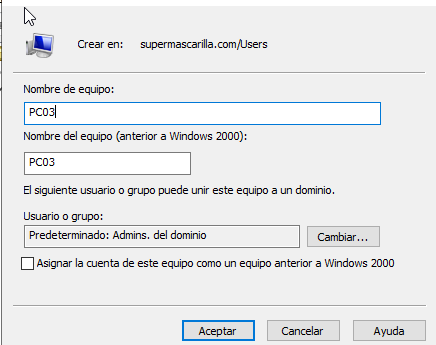 Crear en: supermascarilla.com/Users
Nombre de equipo:
PC03
Nombre del equipo (anterior a Windows 2000):
PC03
El siguiente usuario o grupo puede unir este equipo a un dominio.
Usuario o grupo:
Predeterminado: Admins. del dominio
Cambiar...
Asignar la cuenta de este equipo como un equipo anterior a Windows 2000
Aceptar
Cancelar
Ayuda